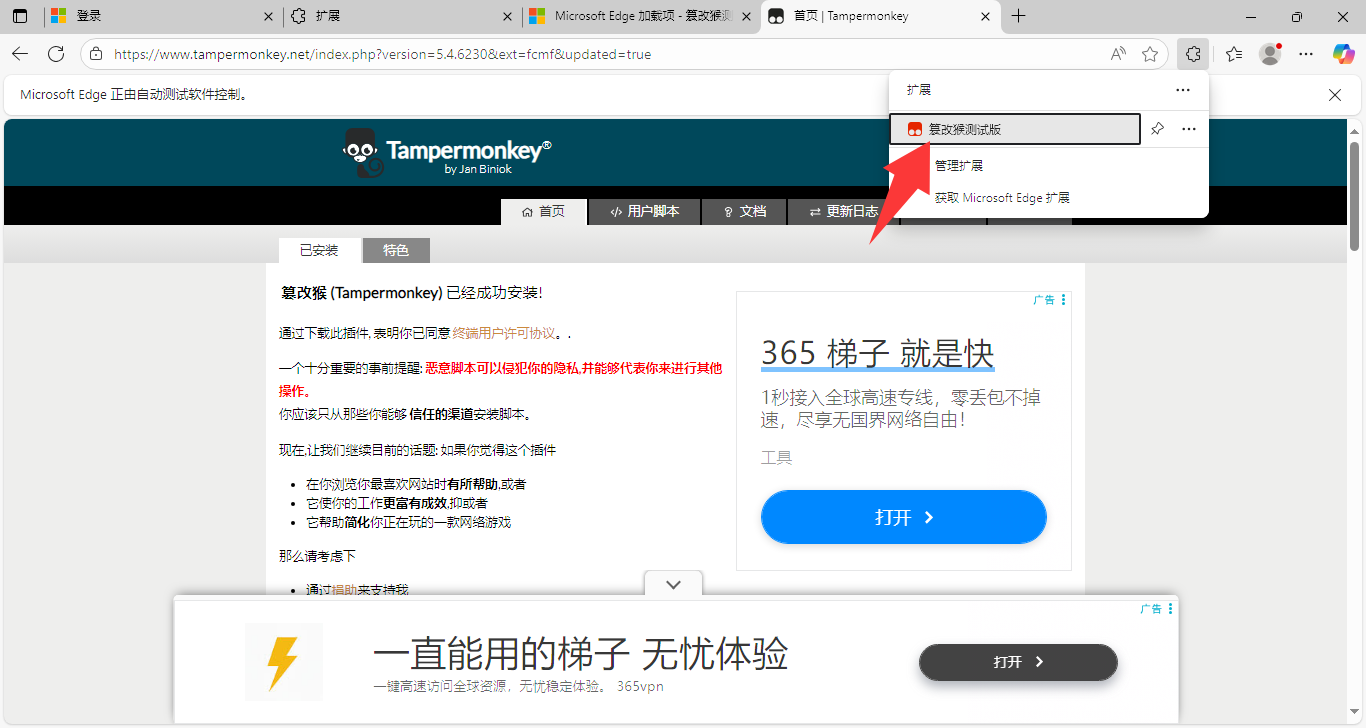 登录
扩展
Microsoft Edge 加载项 - 篡改猴测
首页 | Tampermonkey
https://www.tampermonkey.net/index.php?version=5.4.6230&ext=fcmf&updated=true
Microsoft Edge 正由自动测试软件控制。
扩展
篡改猴测试版
管理扩展
获取 Microsoft Edge 扩展
Tampermonkey®
by Jan Biniok
首页
用户脚本
文档
更新日志
已安装
特色
篡改猴 (Tampermonkey) 已经成功安装!
通过下载此插件, 表明你已同意 终端用户许可协议。.
一个十分重要的事前提醒: 恶意脚本可以侵犯你的隐私,并能够代表你来进行其他
操作。
你应该只从那些你能够 信任的渠道安装脚本。
现在,让我们继续目前的话题: 如果你觉得这个插件
在你浏览你最喜欢网站时有所帮助,或者
它使你的工作更富有成效,抑或者
它帮助简化你正在玩的一款网络游戏
那么请考虑下
通过捐助来支持我
广告
365 梯子 就是快
1秒接入全球高速专线，零丢包不掉
速，尽享无国界网络自由！
工具
打开
广告
一直能用的梯子 无忧体验
一键高速访问全球资源，无忧稳定体验。 365vpn
打开